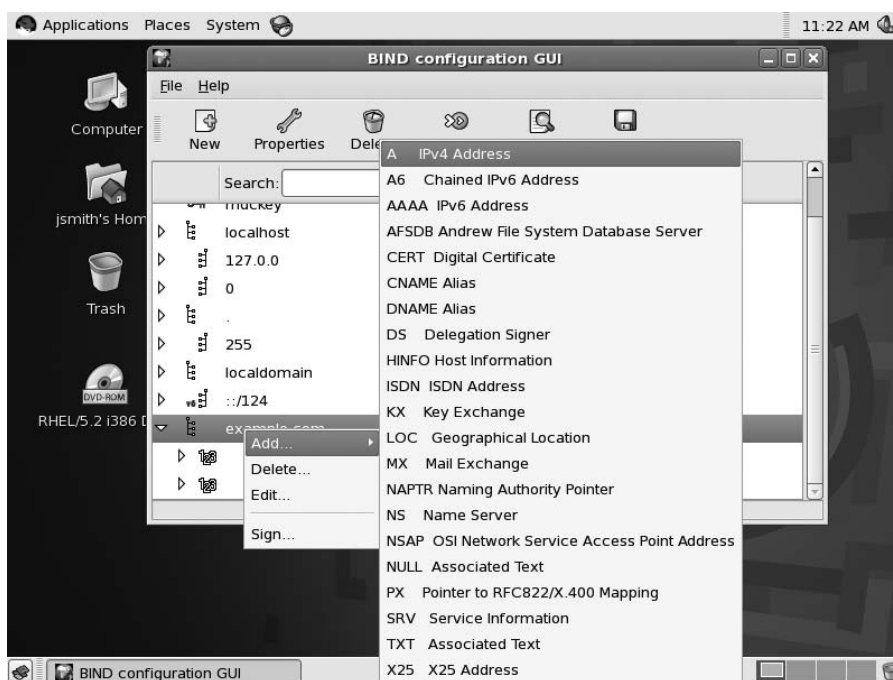 Applications Places System
11:22 AM
BIND configuration GUI
File Help
New Properties Dele
Search:
localhost
127.0.0
0
.
255
localdomain
v6 ::/124
example.com
Add...
Delete...
Edit...
Sign...
A IPv4 Address
A6 Chained IPv6 Address
AAAA IPv6 Address
AFSDB Andrew File System Database Server
CERT Digital Certificate
CNAME Alias
DNAME Alias
DS Delegation Signer
HINFO Host Information
ISDN ISDN Address
KX Key Exchange
LOC Geographical Location
MX Mail Exchange
NAPTR Naming Authority Pointer
NS Name Server
NSAP OSI Network Service Access Point Address
NULL Associated Text
PX Pointer to RFC822/X.400 Mapping
SRV Service Information
TXT Associated Text
X25 X25 Address
Computer
jsmith's Hom
Trash
DVD-ROM
RHEL/5.2 i386 D
BIND configuration GUI